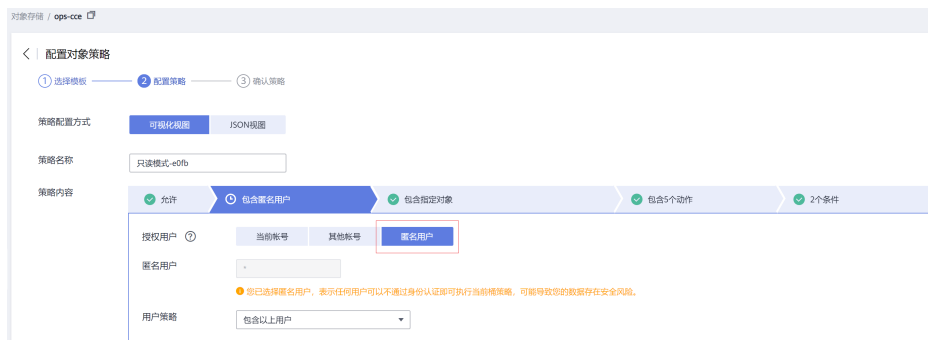 对象存储 / ops-cce
配置对象策略
1 选择模板 2 配置策略 3 确认策略
策略配置方式 可视化视图 JSON视图
策略名称 只读模式-e0fb
策略内容 允许 包含匿名用户 包含指定对象 包含5个动作 2个条件
授权用户 ? 当前帐号 其他帐号 匿名用户
匿名用户 *
您已选择匿名用户，表示任何用户可以不通过身份认证即可执行当前桶策略，可能导致您的数据存在安全风险。
用户策略 包含以上用户